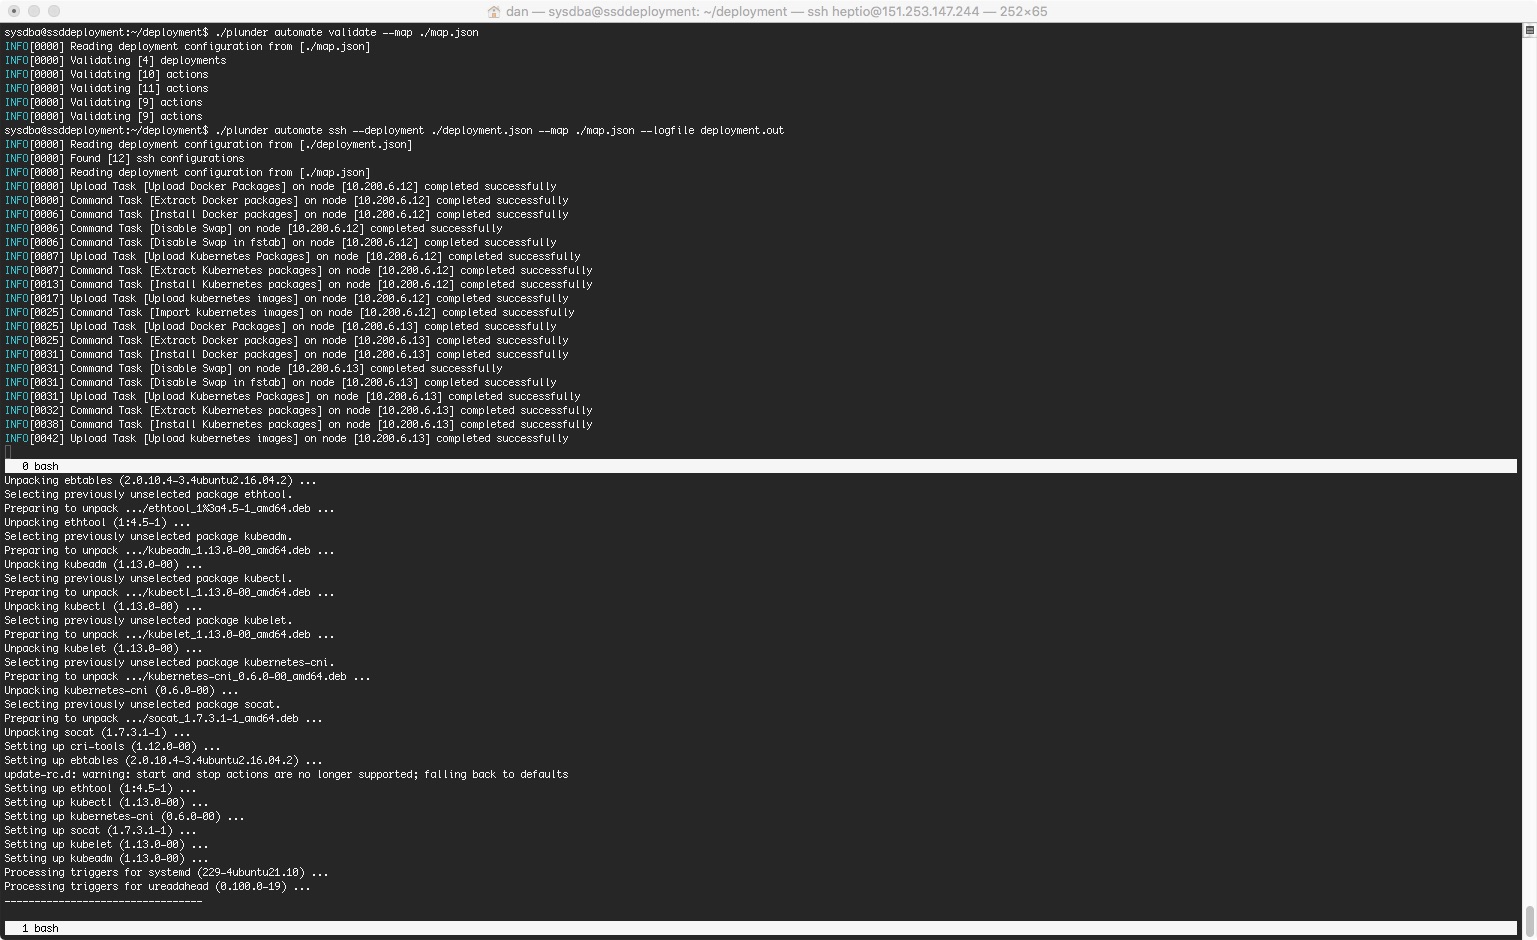 dan — sysdba@ssddeployment: ~/deployment — ssh heptio@151.253.147.244 — 252×65
sysdba@ssddeployment:~/deployment$ ./plunder automate validate --map ./map.json
INFO[0000] Reading deployment configuration from [./map.json]
INFO[0000] Validating [4] deployments
INFO[0000] Validating [10] actions
INFO[0000] Validating [11] actions
INFO[0000] Validating [9] actions
INFO[0000] Validating [9] actions
sysdba@ssddeployment:~/deployment$ ./plunder automate ssh --deployment ./deployment.json --map ./map.json --logfile deployment.out
INFO[0000] Reading deployment configuration from [./deployment.json]
INFO[0000] Found [12] ssh configurations
INFO[0000] Reading deployment configuration from [./map.json]
INFO[0000] Upload Task [Upload Docker Packages] on node [10.200.6.12] completed successfully
INFO[0000] Command Task [Extract Docker packages] on node [10.200.6.12] completed successfully
INFO[0006] Command Task [Install Docker packages] on node [10.200.6.12] completed successfully
INFO[0006] Command Task [Disable Swap] on node [10.200.6.12] completed successfully
INFO[0006] Command Task [Disable Swap in fstab] on node [10.200.6.12] completed successfully
INFO[0007] Upload Task [Upload Kubernetes Packages] on node [10.200.6.12] completed successfully
INFO[0007] Command Task [Extract Kubernetes packages] on node [10.200.6.12] completed successfully
INFO[0013] Command Task [Install Kubernetes packages] on node [10.200.6.12] completed successfully
INFO[0017] Upload Task [Upload kubernetes images] on node [10.200.6.12] completed successfully
INFO[0025] Command Task [Import kubernetes images] on node [10.200.6.12] completed successfully
INFO[0025] Upload Task [Upload Docker Packages] on node [10.200.6.13] completed successfully
INFO[0025] Command Task [Extract Docker packages] on node [10.200.6.13] completed successfully
INFO[0031] Command Task [Install Docker packages] on node [10.200.6.13] completed successfully
INFO[0031] Command Task [Disable Swap] on node [10.200.6.13] completed successfully
INFO[0031] Command Task [Disable Swap in fstab] on node [10.200.6.13] completed successfully
INFO[0031] Upload Task [Upload Kubernetes Packages] on node [10.200.6.13] completed successfully
INFO[0032] Command Task [Extract Kubernetes packages] on node [10.200.6.13] completed successfully
INFO[0038] Command Task [Install Kubernetes packages] on node [10.200.6.13] completed successfully
INFO[0042] Upload Task [Upload kubernetes images] on node [10.200.6.13] completed successfully
0 bash
Unpacking ebtables (2.0.10.4-3.4ubuntu2.16.04.2) ...
Selecting previously unselected package ethtool.
Preparing to unpack .../ethtool_1%3a4.5-1_amd64.deb ...
Unpacking ethtool (1:4.5-1) ...
Selecting previously unselected package kubeadm.
Preparing to unpack .../kubeadm_1.13.0-00_amd64.deb ...
Unpacking kubeadm (1.13.0-00) ...
Selecting previously unselected package kubectl.
Preparing to unpack .../kubectl_1.13.0-00_amd64.deb ...
Unpacking kubectl (1.13.0-00) ...
Selecting previously unselected package kubelet.
Preparing to unpack .../kubelet_1.13.0-00_amd64.deb ...
Unpacking kubelet (1.13.0-00) ...
Selecting previously unselected package kubernetes-cni.
Preparing to unpack .../kubernetes-cni_0.6.0-00_amd64.deb ...
Unpacking kubernetes-cni (0.6.0-00) ...
Selecting previously unselected package socat.
Preparing to unpack .../socat_1.7.3.1-1_amd64.deb ...
Unpacking socat (1.7.3.1-1) ...
Setting up cri-tools (1.12.0-00) ...
Setting up ebtables (2.0.10.4-3.4ubuntu2.16.04.2) ...
update-rc.d: warning: start and stop actions are no longer supported; falling back to defaults
Setting up ethtool (1:4.5-1) ...
Setting up kubectl (1.13.0-00) ...
Setting up kubernetes-cni (0.6.0-00) ...
Setting up socat (1.7.3.1-1) ...
Setting up kubelet (1.13.0-00) ...
Setting up kubeadm (1.13.0-00) ...
Processing triggers for systemd (229-4ubuntu21.10) ...
Processing triggers for ureadahead (0.100.0-19) ...
---------------------------------
1 bash